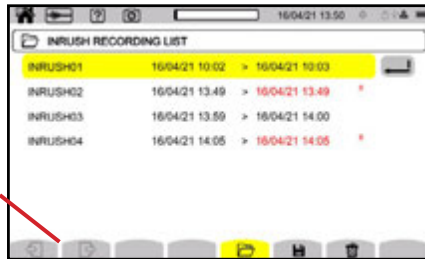 16/04/21 13:50
INRUSH RECORDING LIST
INRUSH01 16/04/21 10:02 > 16/04/21 10:03
INRUSH02 16/04/21 13:49 > 16/04/21 13:49 *
INRUSH03 16/04/21 13:59 > 16/04/21 14:00
INRUSH04 16/04/21 14:05 > 16/04/21 14:05 *